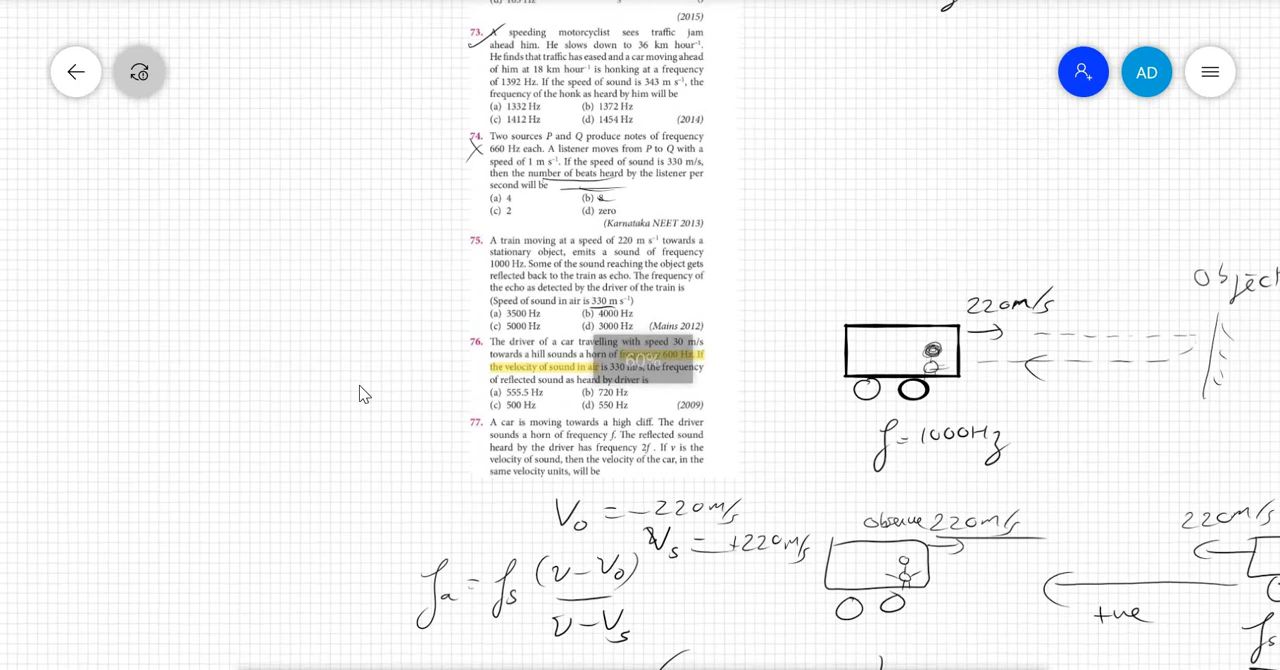 (2015)
73. A speeding motorcyclist sees traffic jam
ahead him. He slows down to 36 km hour⁻¹.
He finds that traffic has eased and a car moving ahead
of him at 18 km hour⁻¹ is honking at a frequency
of 1392 Hz. If the speed of sound is 343 m s⁻¹, the
frequency of the honk as heard by him will be
(a) 1332 Hz (b) 1372 Hz
(c) 1412 Hz (d) 1454 Hz (2014)
74. Two sources P and Q produce notes of frequency
660 Hz each. A listener moves from P to Q with a
speed of 1 m s⁻¹. If the speed of sound is 330 m/s,
then the number of beats heard by the listener per
second will be
(a) 4 (b)
(c) 2 (d) zero
(Karnataka NEET 2013)
75. A train moving at a speed of 220 m s⁻¹ towards a
stationary object, emits a sound of frequency
1000 Hz. Some of the sound reaching the object gets
reflected back to the train as echo. The frequency of
the echo as detected by the driver of the train is
(Speed of sound in air is 330 m s⁻¹)
(a) 3500 Hz (b) 4000 Hz
(c) 5000 Hz (d) 3000 Hz (Mains 2012)
76. The driver of a car travelling with speed 30 m/s
towards a hill sounds a horn of frequency 600 Hz. If
the velocity of sound in air is 330 m/s, the frequency
of reflected sound as heard by driver is
(a) 555.5 Hz (b) 720 Hz
(c) 500 Hz (d) 550 Hz (2009)
60%
77. A car is moving towards a high cliff. The driver
sounds a horn of frequency f. The reflected sound
heard by the driver has frequency 2f. If v is the
velocity of sound, then the velocity of the car, in the
same velocity units, will be
AD
Object
220m/s
f = 1000Hz
V₀ = -220m/s
Vₛ = +220m/s
fₐ = fₛ (v - V₀)
v - Vₛ
observe 220m/s
220m/s
+ve
fₛ